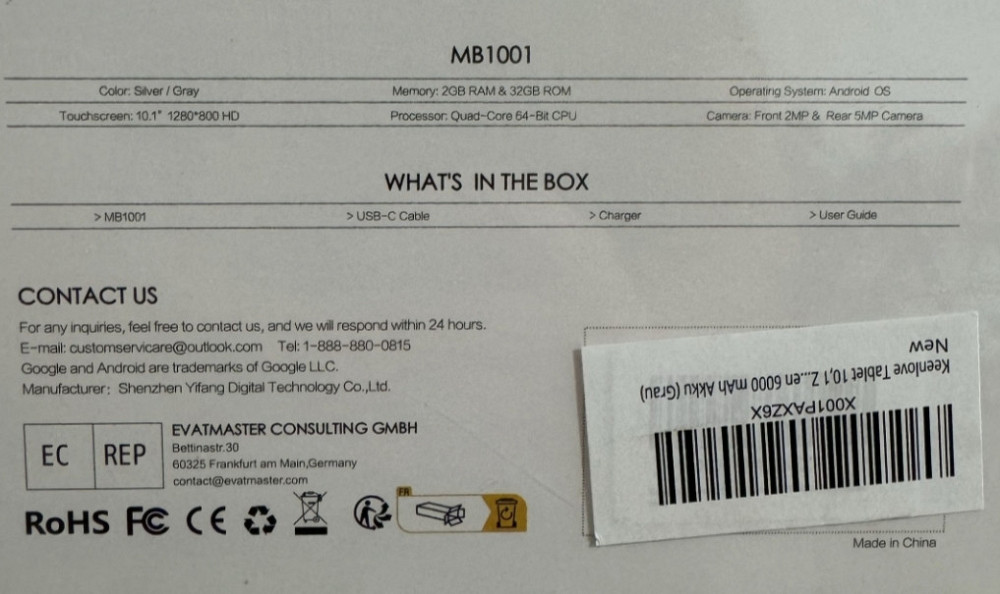 MB1001
Color: Silver / Gray Memory: 2GB RAM & 32GB ROM Operating System: Android OS
Touchscreen: 10.1" 1280*800 HD Processor: Quad-Core 64-Bit CPU Camera: Front 2MP & Rear 5MP Camera
WHAT'S IN THE BOX
> MB1001 > USB-C Cable > Charger > User Guide
CONTACT US
For any inquiries, feel free to contact us, and we will respond within 24 hours.
E-mail: customservicare@outlook.com Tel: 1-888-880-0815
Google and Android are trademarks of Google LLC.
Manufacturer: Shenzhen Yifang Digital Technology Co.,Ltd.
EC REP
EVATMASTER CONSULTING GMBH
Bettinastr.30
60325 Frankfurt am Main,Germany
contact@evatmaster.com
RoHS FC CE
FR
X001PAXZ6X
Keenlove Tablet 10,1 Z...en 6000 mAh Akku (Grau)
New
Made in China